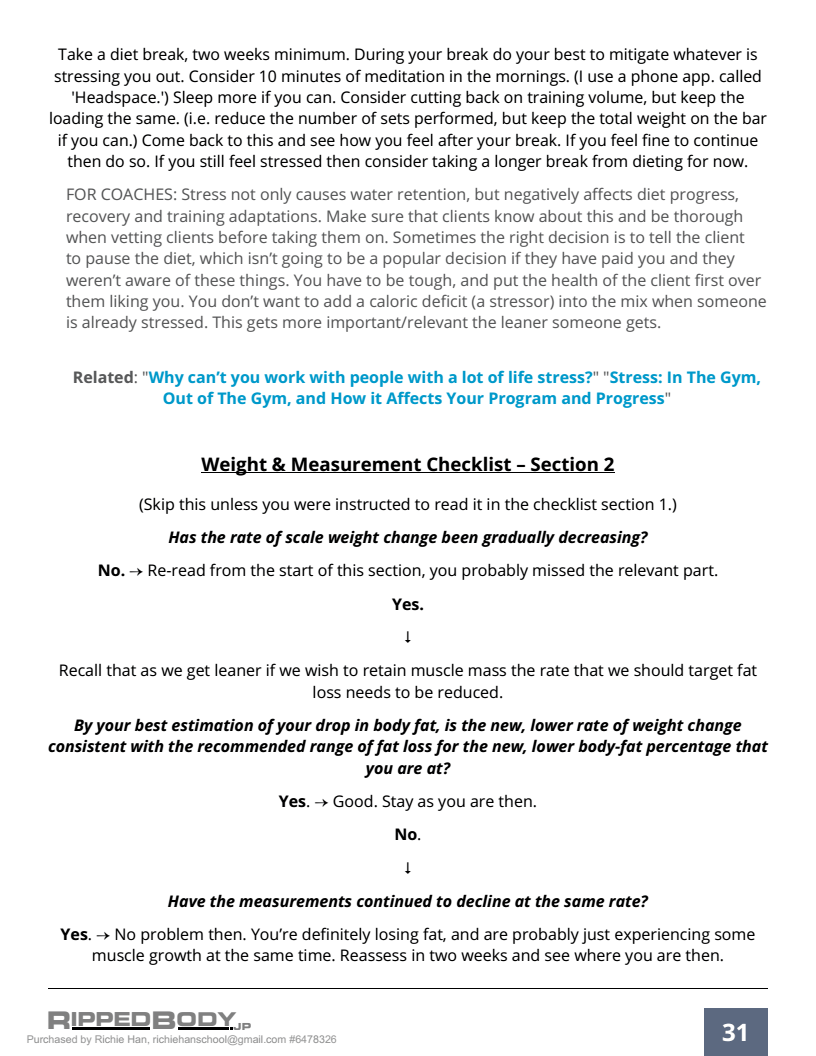 Take a diet break, two weeks minimum. During your break do your best to mitigate whatever is
stressing you out. Consider 10 minutes of meditation in the mornings. (I use a phone app. called
'Headspace.') Sleep more if you can. Consider cutting back on training volume, but keep the
loading the same. (i.e. reduce the number of sets performed, but keep the total weight on the bar
if you can.) Come back to this and see how you feel after your break. If you feel fine to continue
then do so. If you still feel stressed then consider taking a longer break from dieting for now.
FOR COACHES: Stress not only causes water retention, but negatively affects diet progress,
recovery and training adaptations. Make sure that clients know about this and be thorough
when vetting clients before taking them on. Sometimes the right decision is to tell the client
to pause the diet, which isn’t going to be a popular decision if they have paid you and they
weren’t aware of these things. You have to be tough, and put the health of the client first over
them liking you. You don’t want to add a caloric deficit (a stressor) into the mix when someone
is already stressed. This gets more important/relevant the leaner someone gets.
Related: "Why can’t you work with people with a lot of life stress?" "Stress: In The Gym,
Out of The Gym, and How it Affects Your Program and Progress"
Weight & Measurement Checklist – Section 2
(Skip this unless you were instructed to read it in the checklist section 1.)
Has the rate of scale weight change been gradually decreasing?
No. → Re-read from the start of this section, you probably missed the relevant part.
Yes.
↓
Recall that as we get leaner if we wish to retain muscle mass the rate that we should target fat
loss needs to be reduced.
By your best estimation of your drop in body fat, is the new, lower rate of weight change
consistent with the recommended range of fat loss for the new, lower body-fat percentage that
you are at?
Yes. → Good. Stay as you are then.
No.
↓
Have the measurements continued to decline at the same rate?
Yes. → No problem then. You’re definitely losing fat, and are probably just experiencing some
muscle growth at the same time. Reassess in two weeks and see where you are then.
RIPPEDBODY.JP
Purchased by Richie Han, richiehanschool@gmail.com #6478326
31